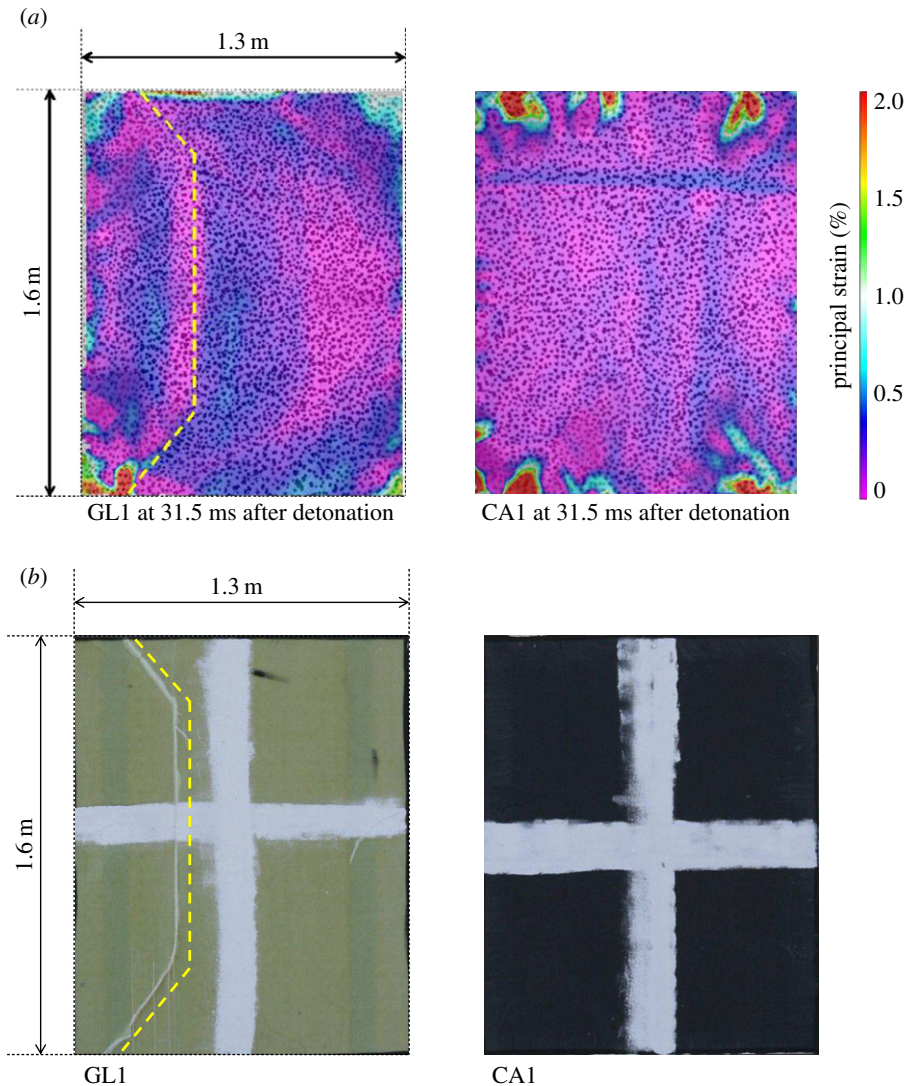 (a)
1.3 m
1.6 m
2.0
1.5
1.0
0.5
0
principal strain (%)
GL1 at 31.5 ms after detonation
CA1 at 31.5 ms after detonation
(b)
1.3 m
1.6 m
GL1
CA1